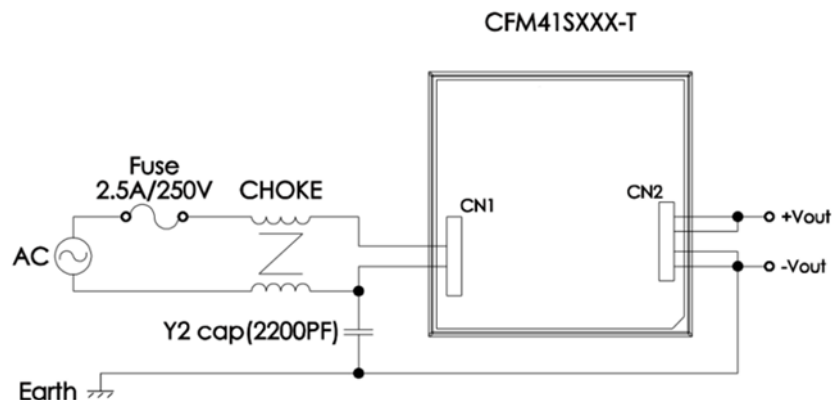 CFM41SXXX-T
Fuse
2.5A/250V
CHOKE
CN1
CN2
+Vout
AC
-Vout
Y2 cap(2200PF)
Earth